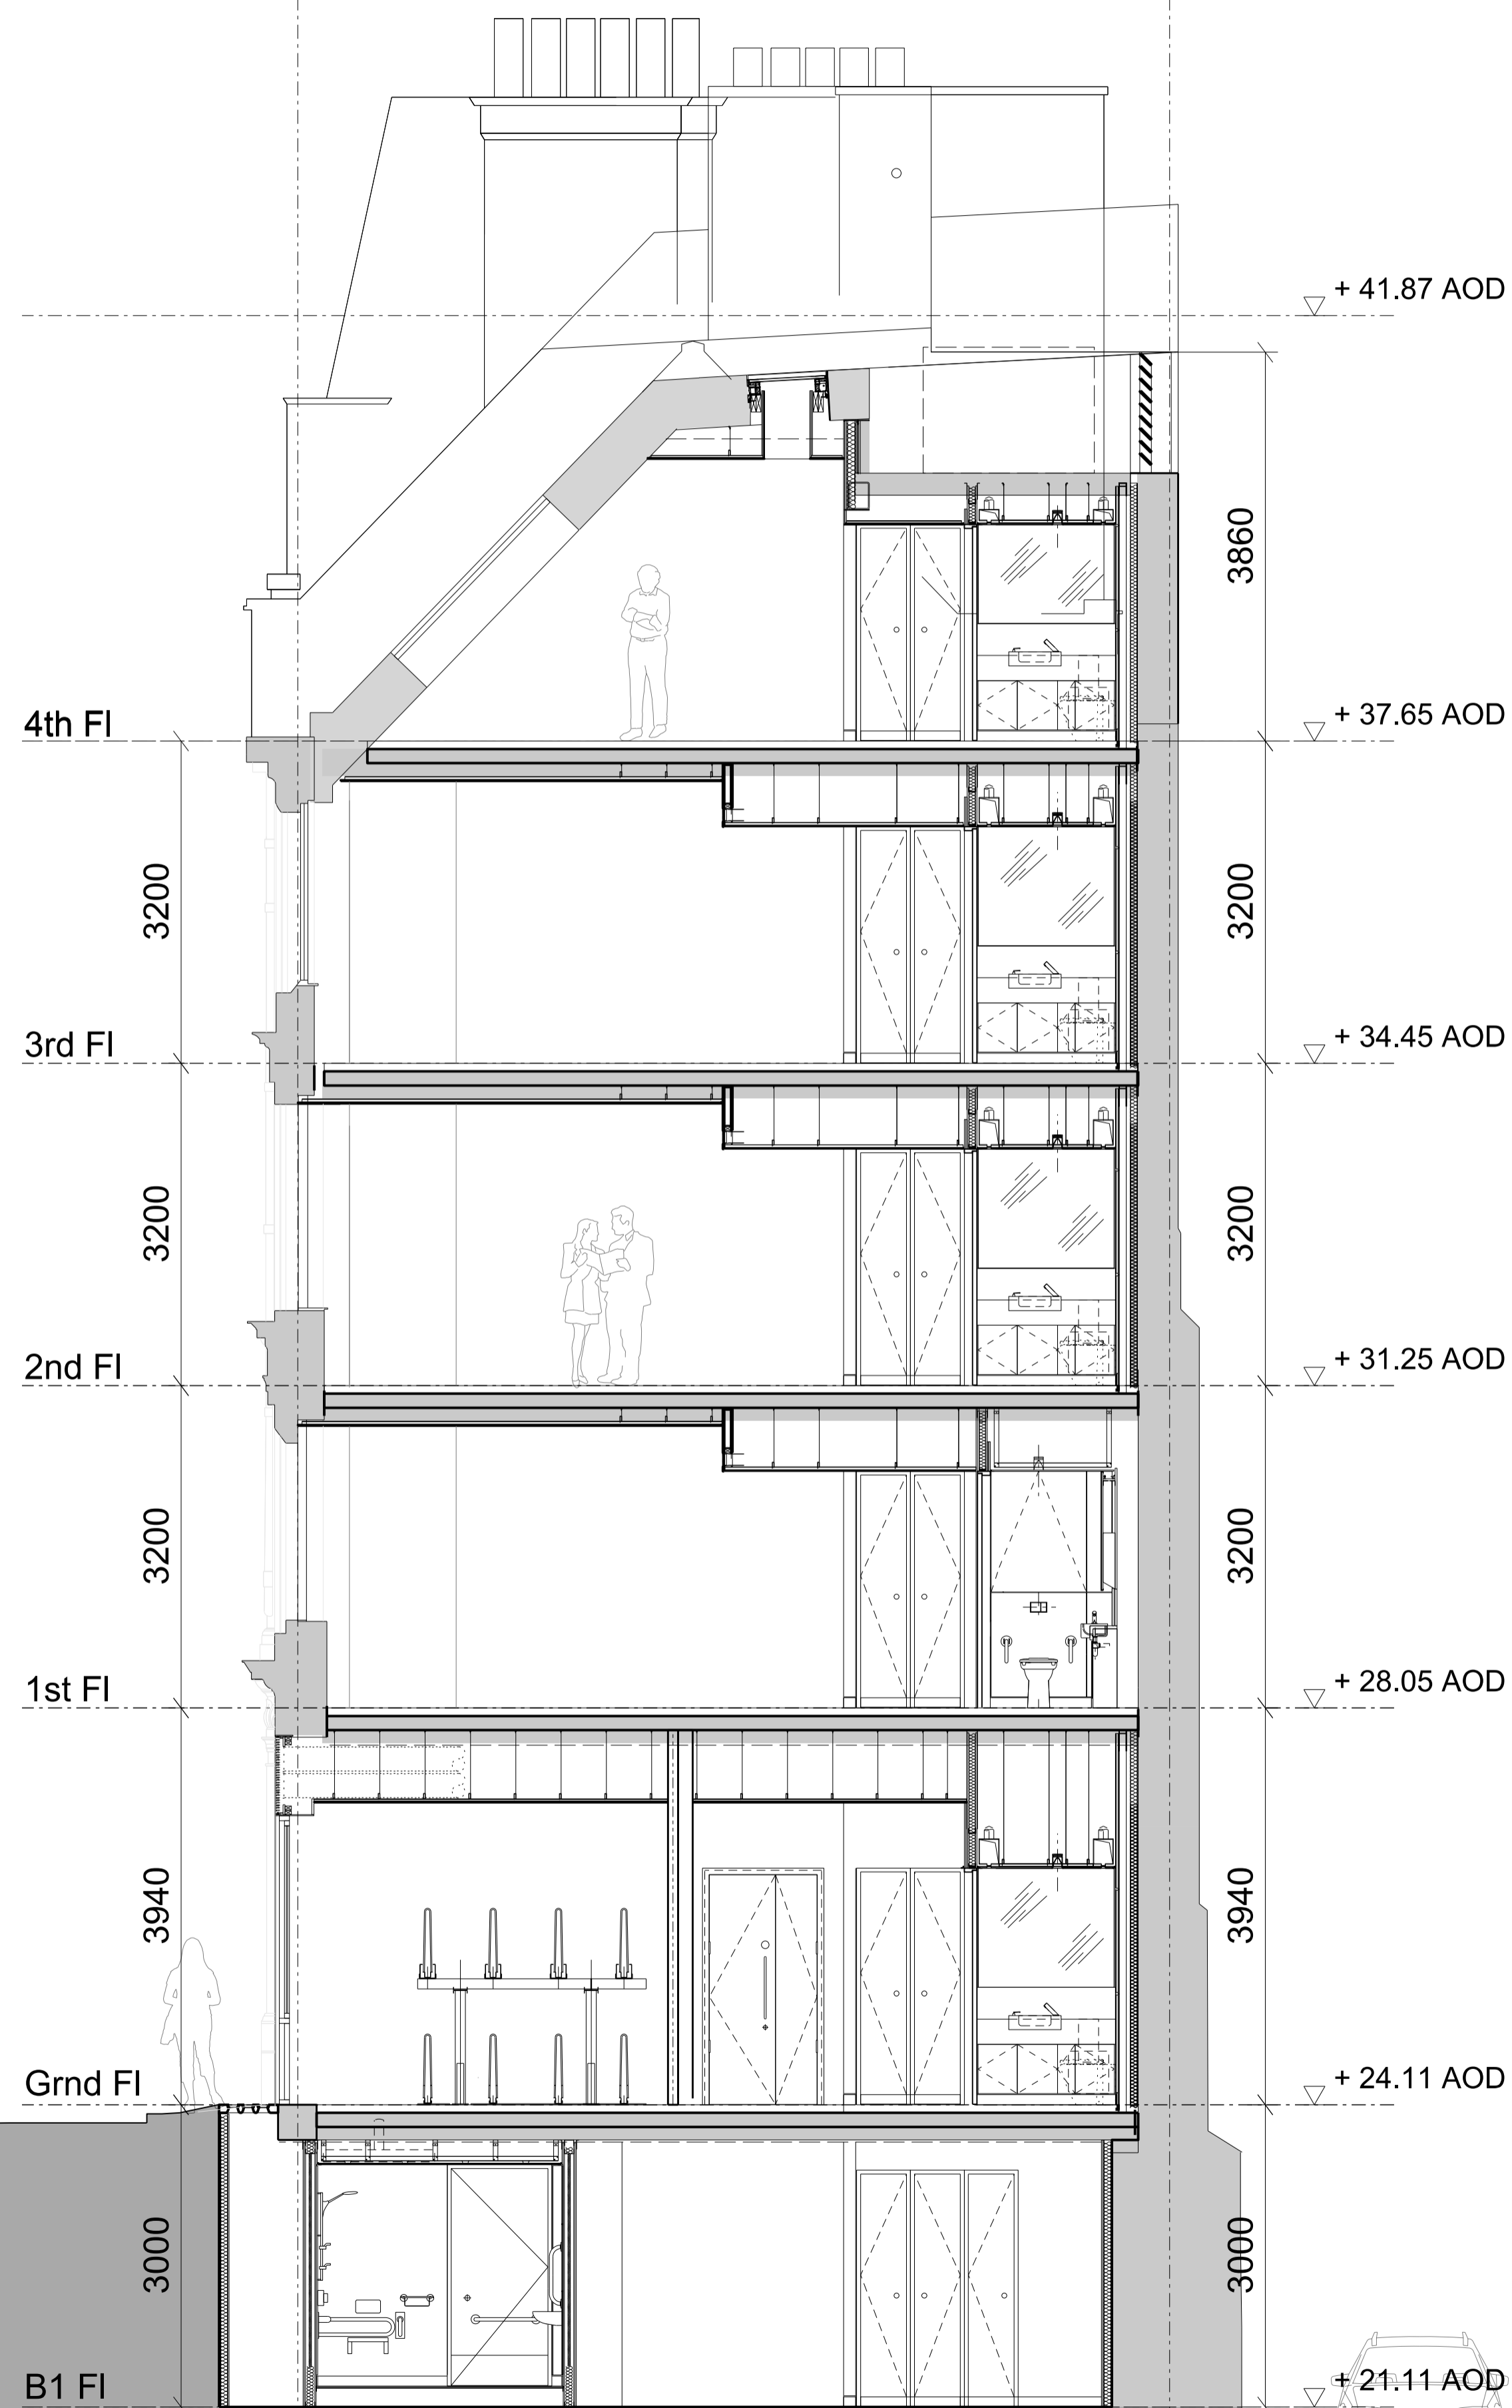 + 41.87 AOD
3860
4th Fl
+ 37.65 AOD
3200
3200
3rd Fl
+ 34.45 AOD
3200
3200
2nd Fl
+ 31.25 AOD
3200
3200
1st Fl
+ 28.05 AOD
3940
3940
Grnd Fl
+ 24.11 AOD
3000
3000
B1 Fl
+ 21.11 AOD